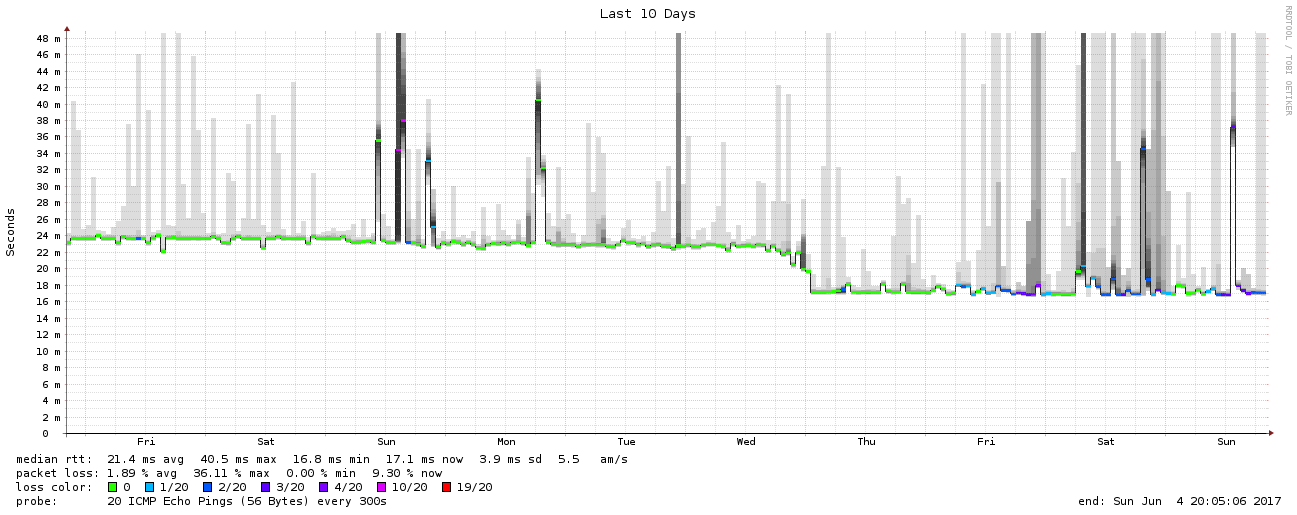 Last 10 Days
RRDTOOL / TOBI OETIKER
Seconds
48 m
46 m
44 m
42 m
40 m
38 m
36 m
34 m
32 m
30 m
28 m
26 m
24 m
22 m
20 m
18 m
16 m
14 m
12 m
10 m
8 m
6 m
4 m
2 m
0
Fri Sat Sun Mon Tue Wed Thu Fri Sat Sun
median rtt: 21.4 ms avg 40.5 ms max 16.8 ms min 17.1 ms now 3.9 ms sd 5.5 am/s
packet loss: 1.89 % avg 36.11 % max 0.00 % min 9.30 % now
loss color: 0 1/20 2/20 3/20 4/20 10/20 19/20
probe: 20 ICMP Echo Pings (56 Bytes) every 300s end: Sun Jun 4 20:05:06 2017